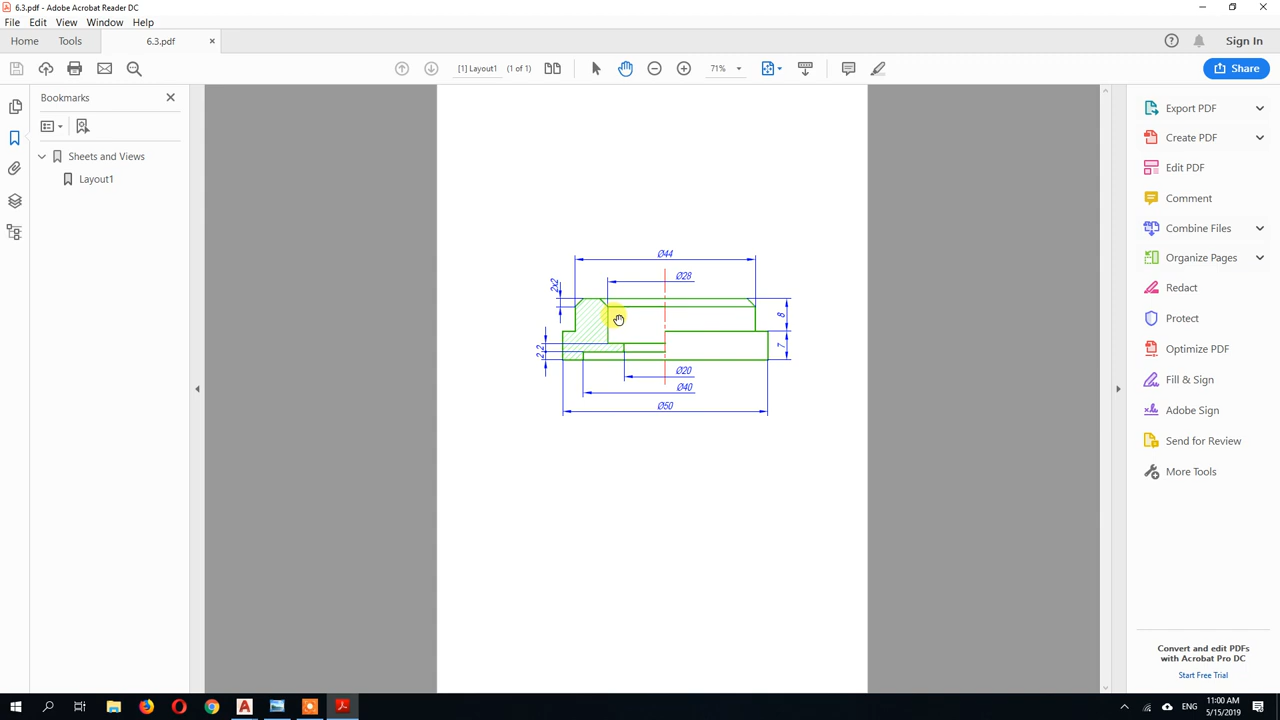 6.3.pdf - Adobe Acrobat Reader DC
File Edit View Window Help
Home Tools 6.3.pdf Sign In
[1] Layout1 (1 of 1) 71% Share
Bookmarks
Sheets and Views
Layout1
Ø44
Ø28
2x2
8
7
2 2
Ø20
Ø40
Ø50
Export PDF
Create PDF
Edit PDF
Comment
Combine Files
Organize Pages
Redact
Protect
Optimize PDF
Fill & Sign
Adobe Sign
Send for Review
More Tools
Convert and edit PDFs
with Acrobat Pro DC
Start Free Trial
ENG 11:00 AM
5/15/2019